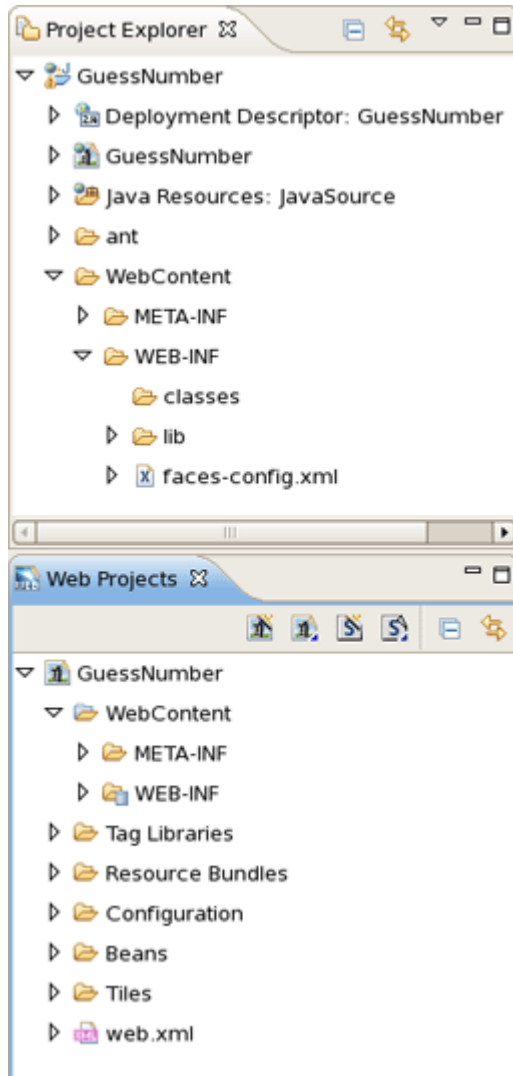 Project Explorer
GuessNumber
Deployment Descriptor: GuessNumber
GuessNumber
Java Resources: JavaSource
ant
WebContent
META-INF
WEB-INF
classes
lib
faces-config.xml
Web Projects
GuessNumber
WebContent
META-INF
WEB-INF
Tag Libraries
Resource Bundles
Configuration
Beans
Tiles
web.xml